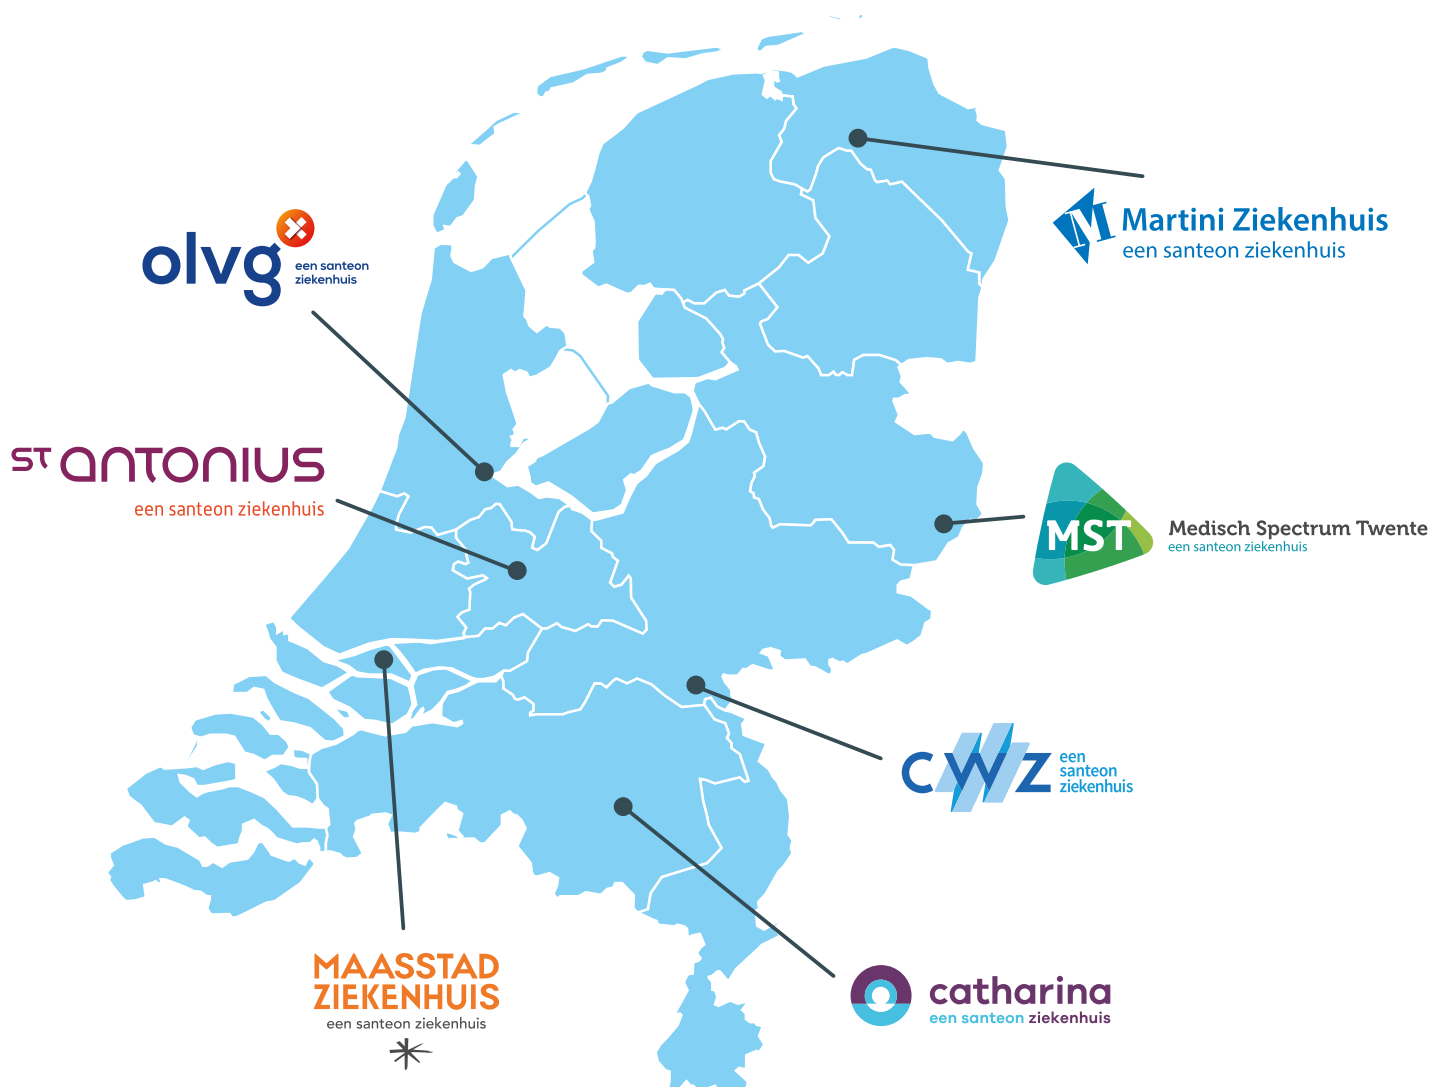 Martini Ziekenhuis
een santeon ziekenhuis
olvg
een santeon
ziekenhuis
ST antonius
een santeon ziekenhuis
MST
Medisch Spectrum Twente
een santeon ziekenhuis
CWZ
een
santeon
ziekenhuis
MAASSTAD
ZIEKENHUIS
een santeon ziekenhuis
catharina
een santeon ziekenhuis